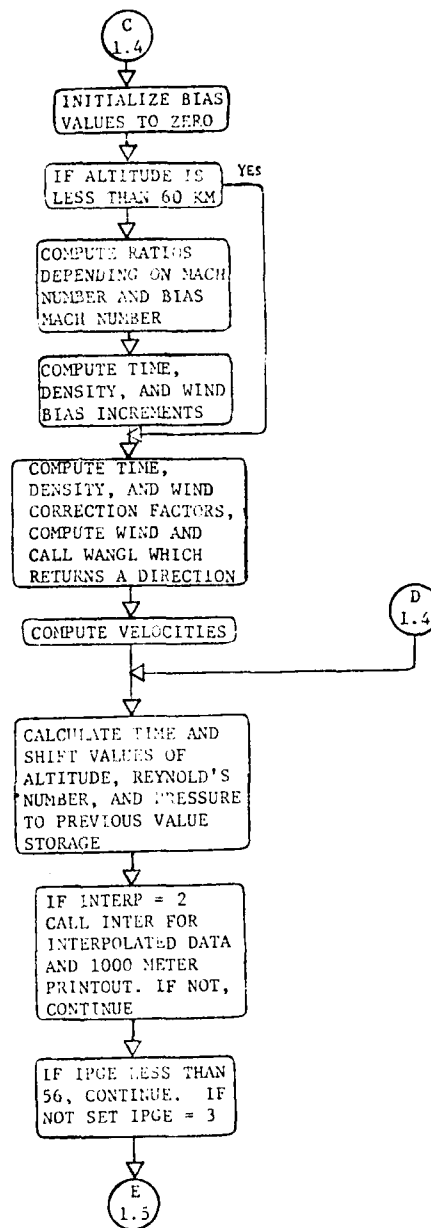 C
1.4
INITIALIZE BIAS
VALUES TO ZERO
IF ALTITUDE IS
LESS THAN 60 KM
YES
COMPUTE RATIOS
DEPENDING ON MACH
NUMBER AND BIAS
MACH NUMBER
COMPUTE TIME,
DENSITY, AND WIND
BIAS INCREMENTS
COMPUTE TIME,
DENSITY, AND WIND
CORRECTION FACTORS,
COMPUTE WIND AND
CALL WANGL WHICH
RETURNS A DIRECTION
COMPUTE VELOCITIES
D
1.4
CALCULATE TIME AND
SHIFT VALUES OF
ALTITUDE, REYNOLD'S
NUMBER, AND PRESSURE
TO PREVIOUS VALUE
STORAGE
IF INTERP = 2
CALL INTER FOR
INTERPOLATED DATA
AND 1000 METER
PRINTOUT. IF NOT,
CONTINUE
IF IPGE LESS THAN
56, CONTINUE. IF
NOT SET IPGE = 3
E
1.5